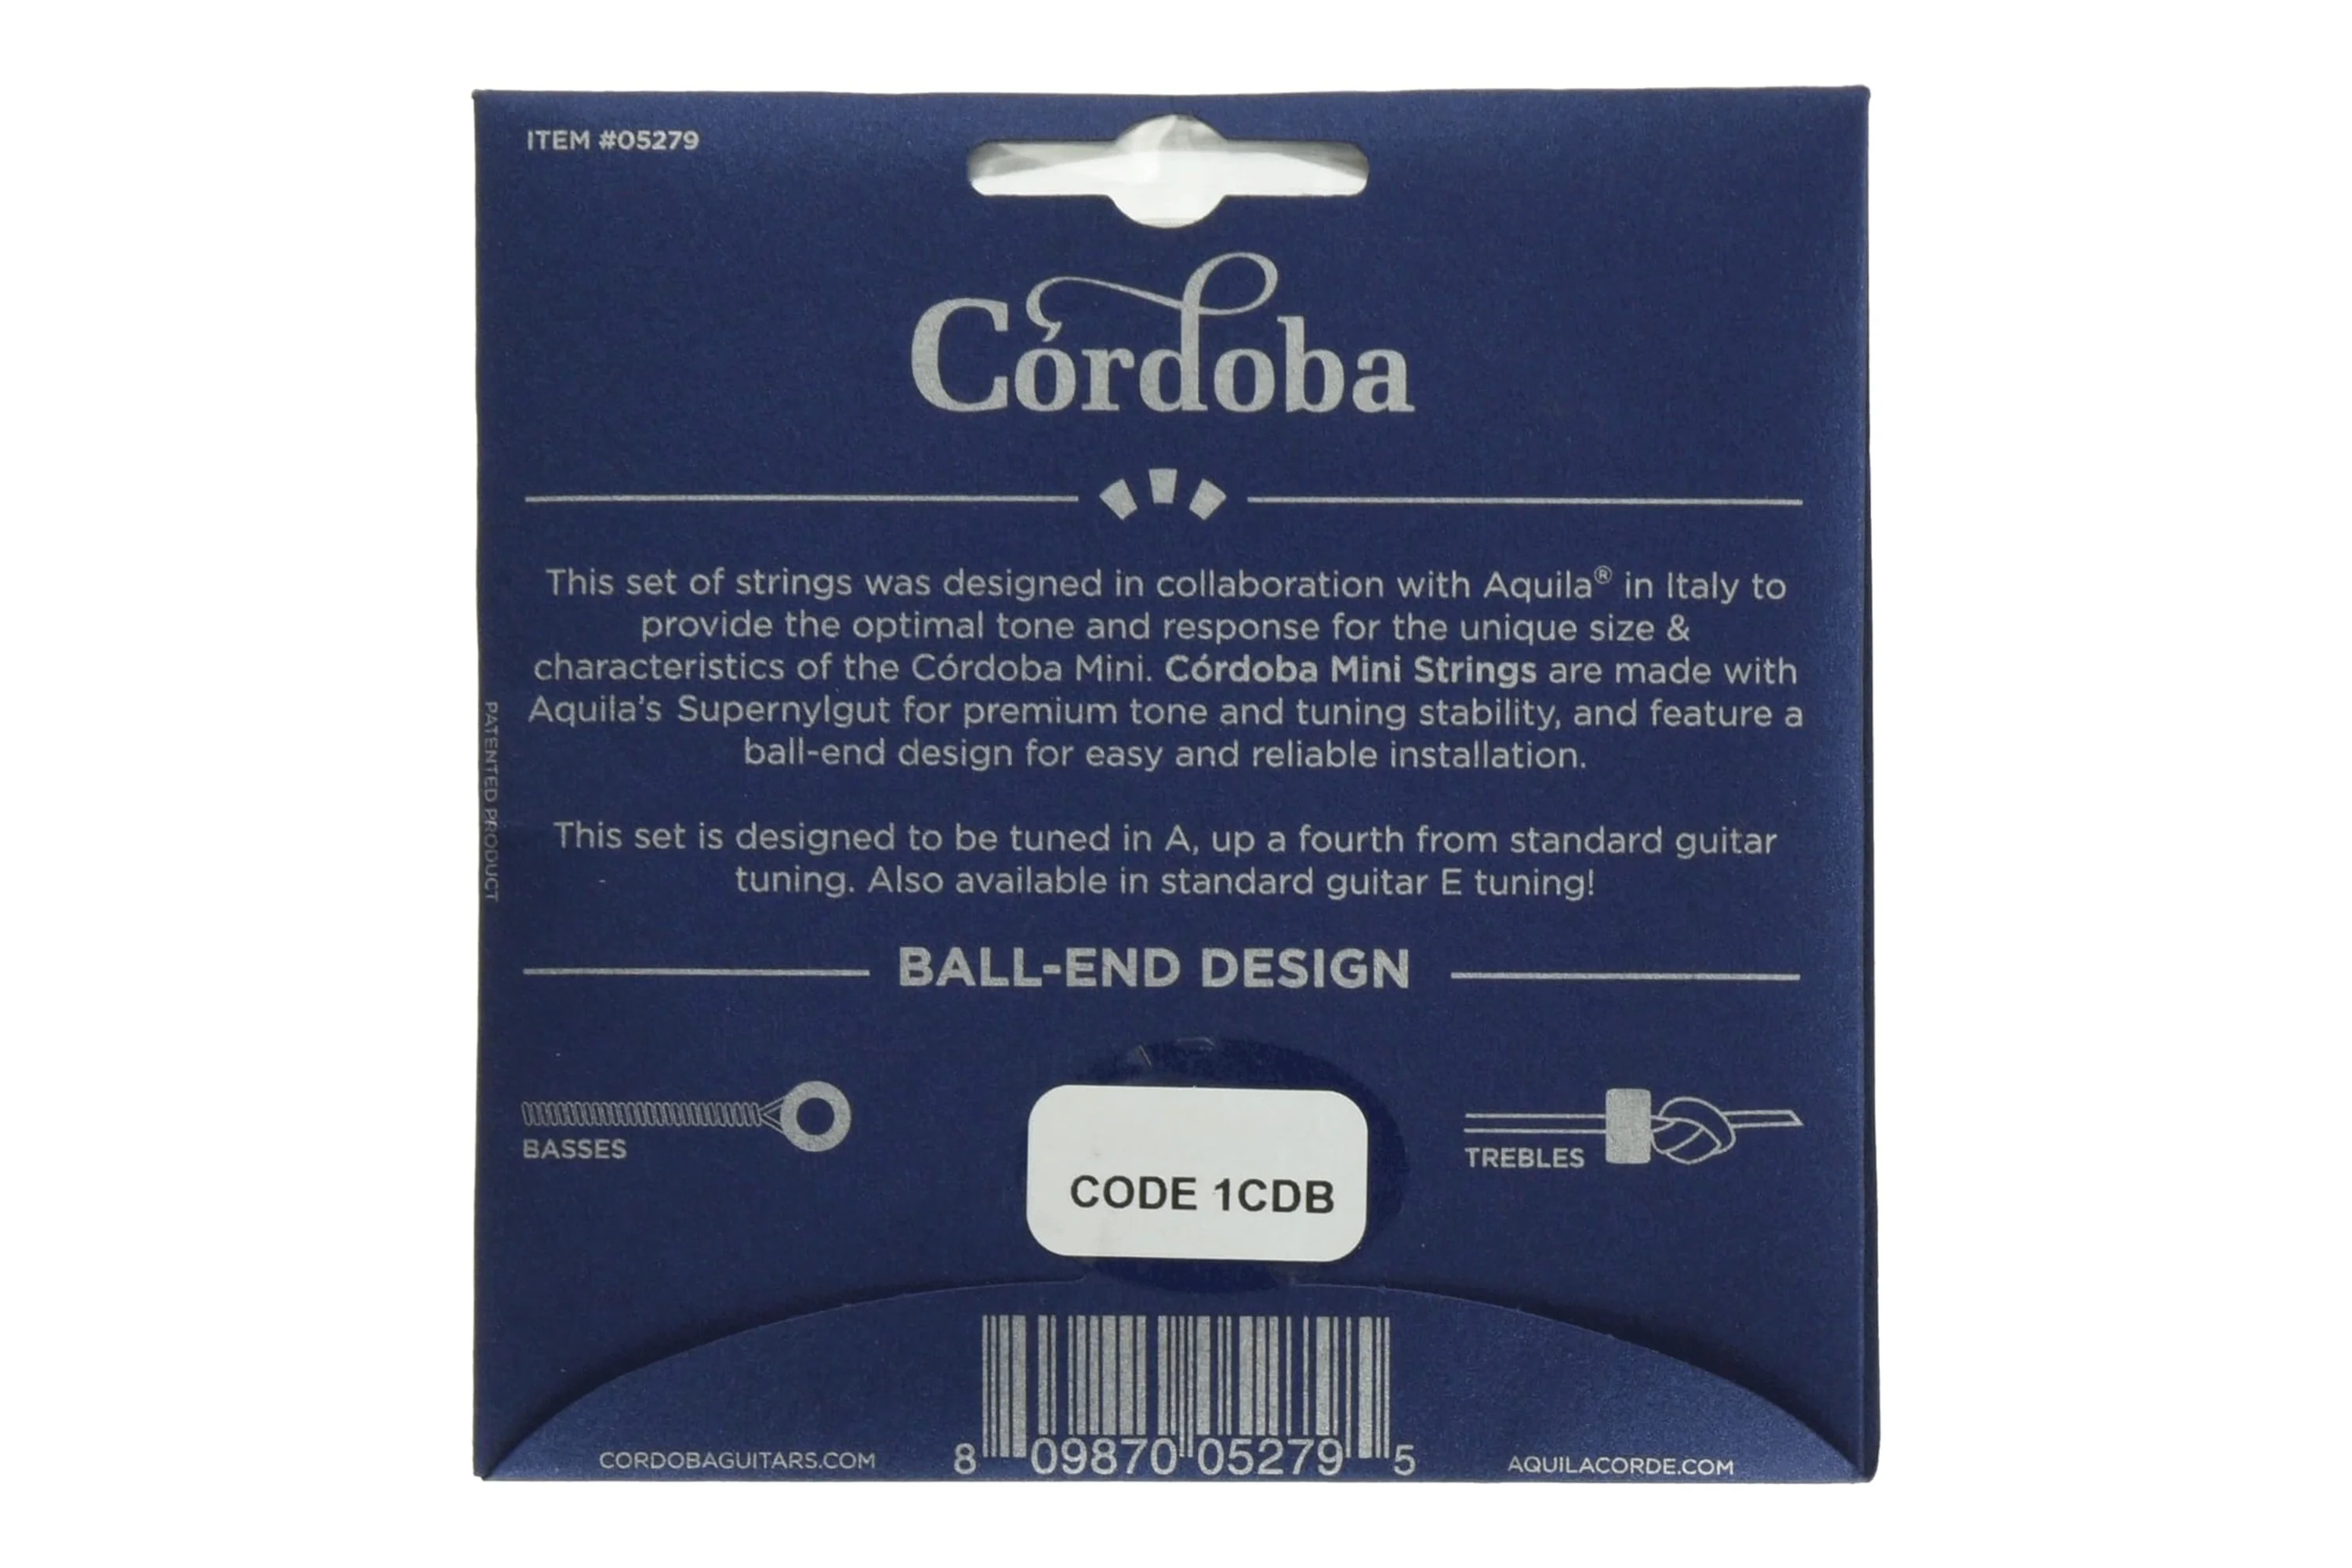 ITEM #05279
Córdoba
This set of strings was designed in collaboration with Aquila® in Italy to
provide the optimal tone and response for the unique size &
characteristics of the Córdoba Mini. Córdoba Mini Strings are made with
Aquila's Supernylgut for premium tone and tuning stability, and feature a
ball-end design for easy and reliable installation.
This set is designed to be tuned in A, up a fourth from standard guitar
tuning. Also available in standard guitar E tuning!
PATENTED PRODUCT
BALL-END DESIGN
BASSES
TREBLES
CODE 1CDB
CORDOBAGUITARS.COM
8 09870 05279 5
AQUILACORDE.COM